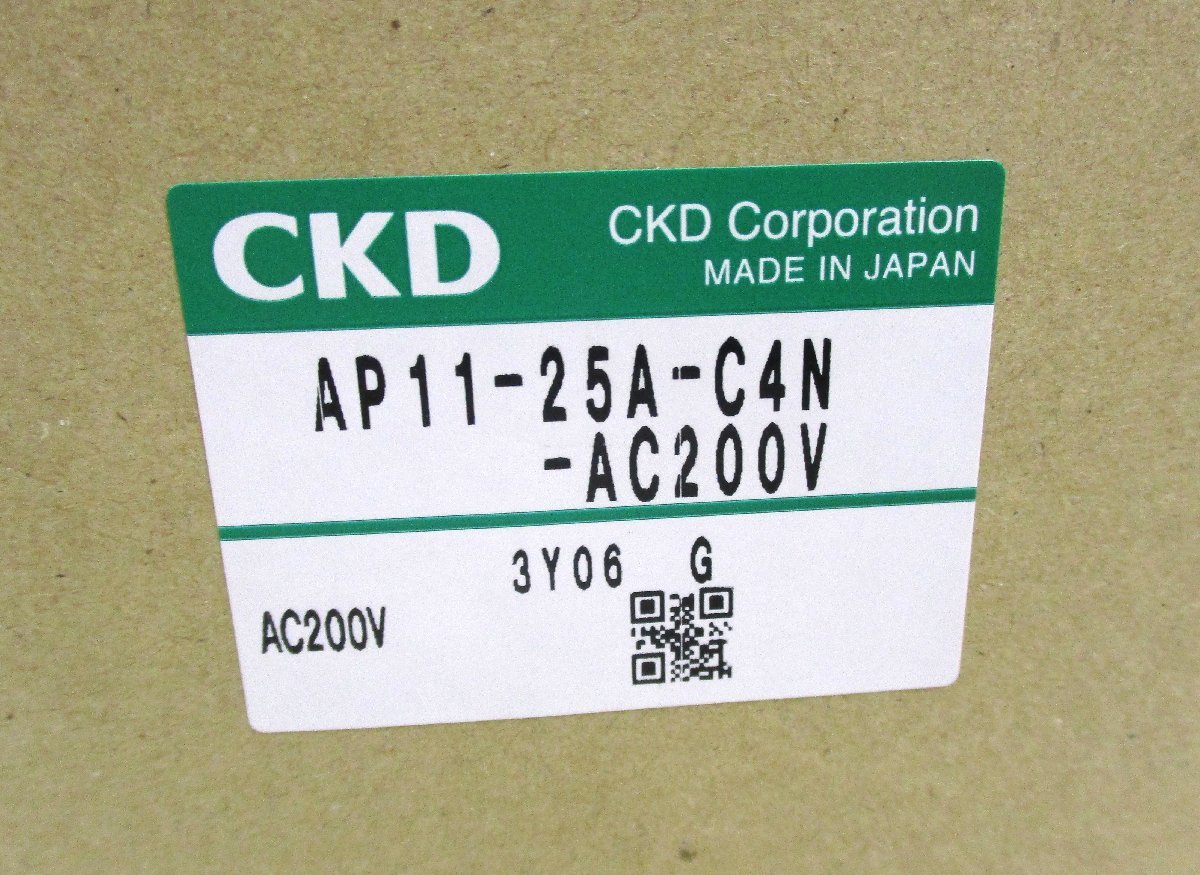 CKD
CKD Corporation
MADE IN JAPAN
AP11-25A-C4N
-AC200V
3Y06 G
AC200V